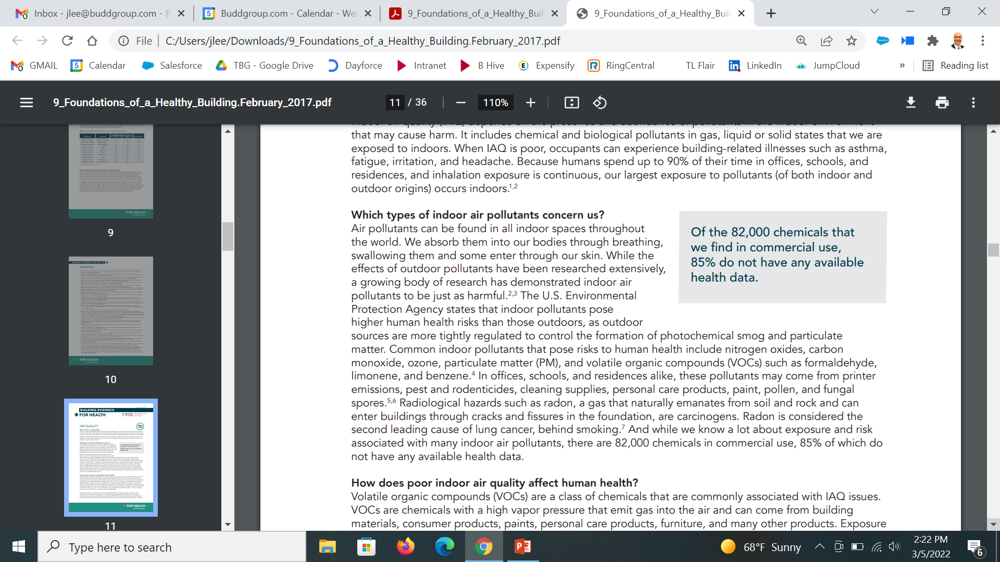 Inbox - jlee@buddgroup.com - B
Buddgroup.com - Calendar - We
9_Foundations_of_a_Healthy_Buil
9_Foundations_of_a_Healthy_Buil
File
C:/Users/jlee/Downloads/9_Foundations_of_a_Healthy_Building.February_2017.pdf
GMAIL
5
Calendar
Salesforce
TBG - Google Drive
Dayforce
Intranet
B Hive
Expensify
RingCentral
TL Flair
LinkedIn
JumpCloud
»
Reading list
9_Foundations_of_a_Healthy_Building.February_2017.pdf
11 / 36
110%
FOR HEALTH
9
BUILDING EVIDENCE FOR HEALTH
REFERENCES
FOR HEALTH
10
BUILDING EVIDENCE
FOR HEALTH
AIR QUALITY
FOR HEALTH
11
that may cause harm. It includes chemical and biological pollutants in gas, liquid or solid states that we are
exposed to indoors. When IAQ is poor, occupants can experience building-related illnesses such as asthma,
fatigue, irritation, and headache. Because humans spend up to 90% of their time in offices, schools, and
residences, and inhalation exposure is continuous, our largest exposure to pollutants (of both indoor and
outdoor origins) occurs indoors.1,2
Which types of indoor air pollutants concern us?
Air pollutants can be found in all indoor spaces throughout
the world. We absorb them into our bodies through breathing,
swallowing them and some enter through our skin. While the
effects of outdoor pollutants have been researched extensively,
a growing body of research has demonstrated indoor air
pollutants to be just as harmful.2,3 The U.S. Environmental
Protection Agency states that indoor pollutants pose
higher human health risks than those outdoors, as outdoor
sources are more tightly regulated to control the formation of photochemical smog and particulate
matter. Common indoor pollutants that pose risks to human health include nitrogen oxides, carbon
monoxide, ozone, particulate matter (PM), and volatile organic compounds (VOCs) such as formaldehyde,
limonene, and benzene.4 In offices, schools, and residences alike, these pollutants may come from printer
emissions, pest and rodenticides, cleaning supplies, personal care products, paint, pollen, and fungal
spores.5,6 Radiological hazards such as radon, a gas that naturally emanates from soil and rock and can
enter buildings through cracks and fissures in the foundation, are carcinogens. Radon is considered the
second leading cause of lung cancer, behind smoking.7 And while we know a lot about exposure and risk
associated with many indoor air pollutants, there are 82,000 chemicals in commercial use, 85% of which do
not have any available health data.
Of the 82,000 chemicals that
we find in commercial use,
85% do not have any available
health data.
How does poor indoor air quality affect human health?
Volatile organic compounds (VOCs) are a class of chemicals that are commonly associated with IAQ issues.
VOCs are chemicals with a high vapor pressure that emit gas into the air and can come from building
materials, consumer products, paints, personal care products, furniture, and many other products. Exposure
Type here to search
68°F Sunny
2:22 PM
3/5/2022
6